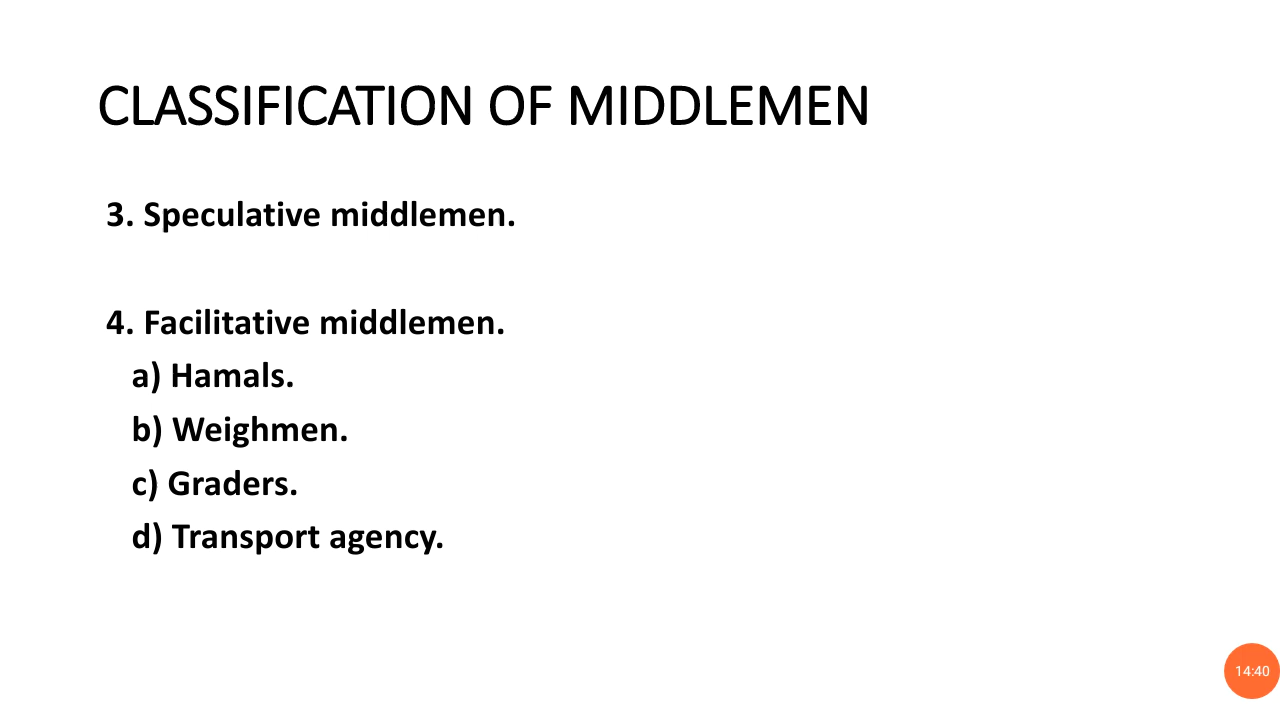 CLASSIFICATION OF MIDDLEMEN
3. Speculative middlemen.
4. Facilitative middlemen.
a) Hamals.
b) Weighmen.
c) Graders.
d) Transport agency.
14:40